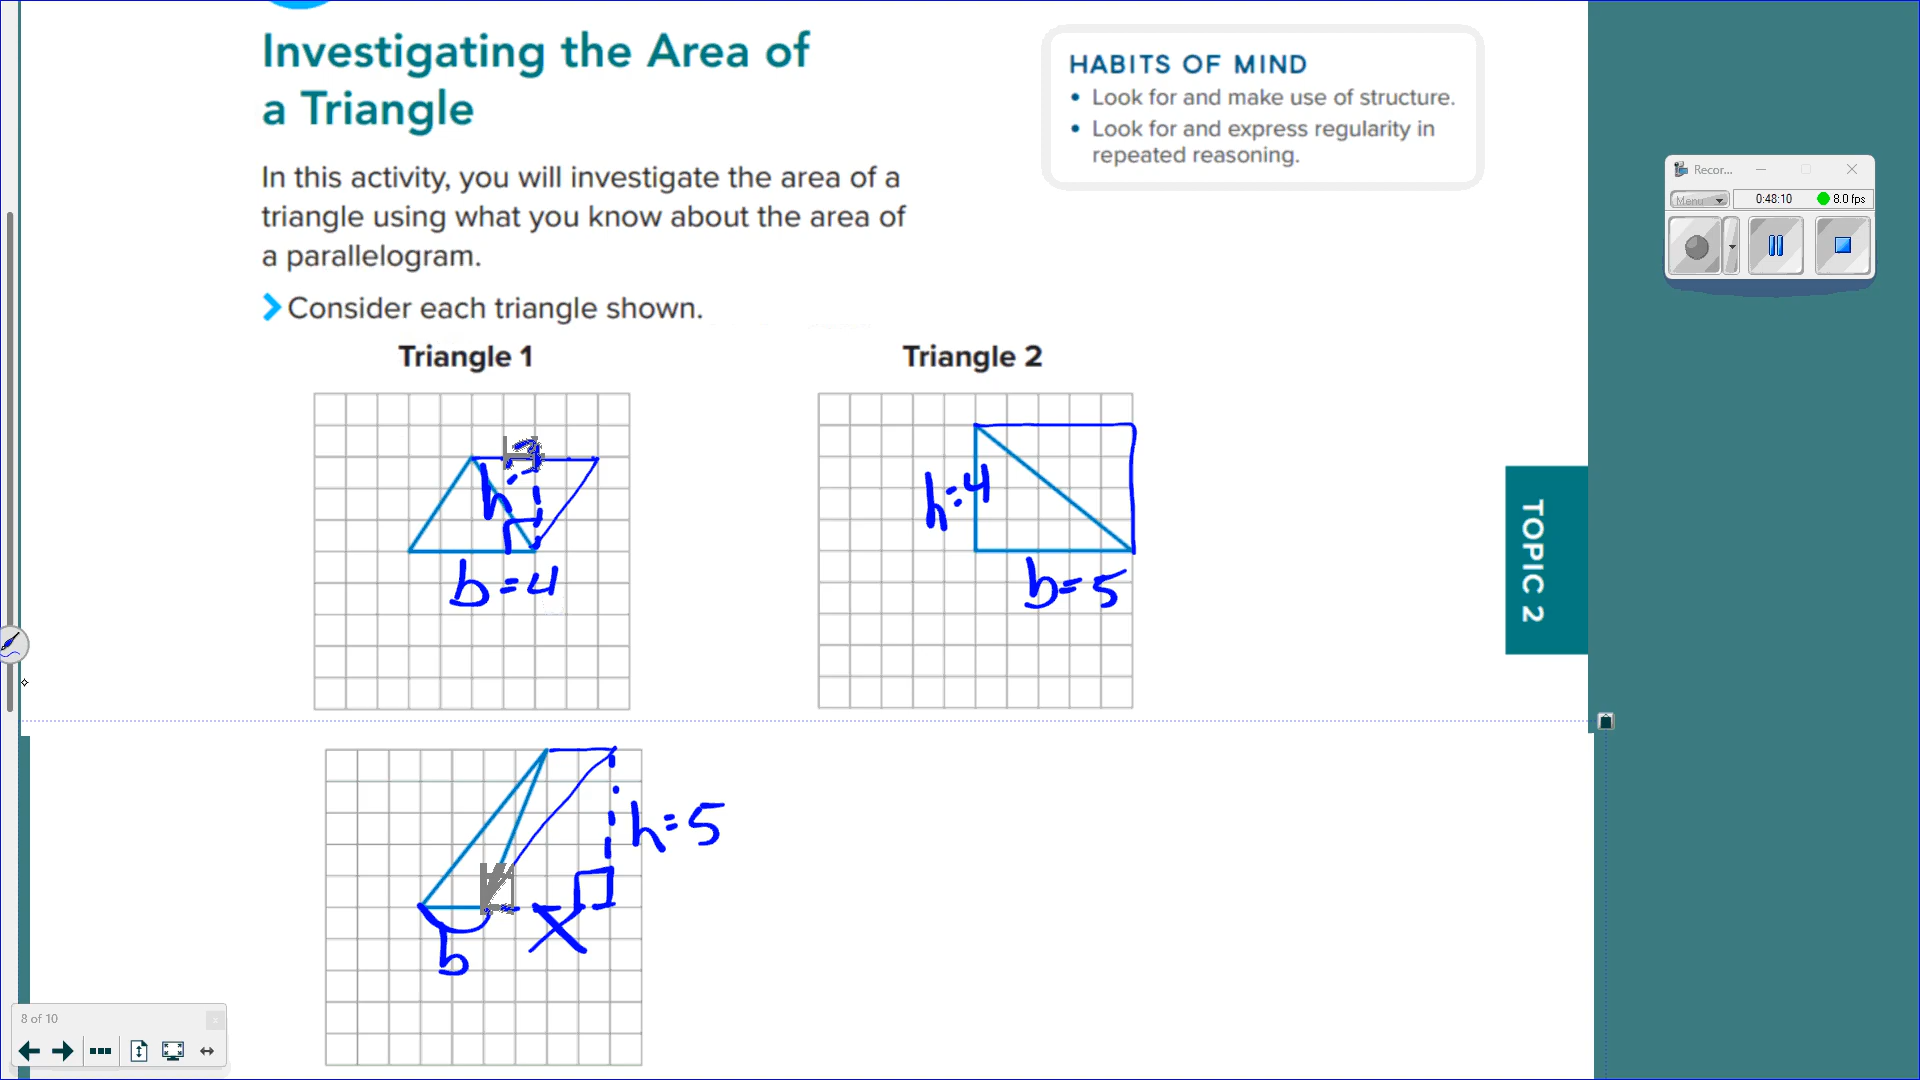 Investigating the Area of
a Triangle
HABITS OF MIND
• Look for and make use of structure.
• Look for and express regularity in
repeated reasoning.
In this activity, you will investigate the area of a
triangle using what you know about the area of
a parallelogram.
Consider each triangle shown.
Recor...
Menu
0:48:10
8.0 fps
Triangle 1
Triangle 2
h
b=4
h=4
b=5
TOPIC 2
h=5
b
8 of 10